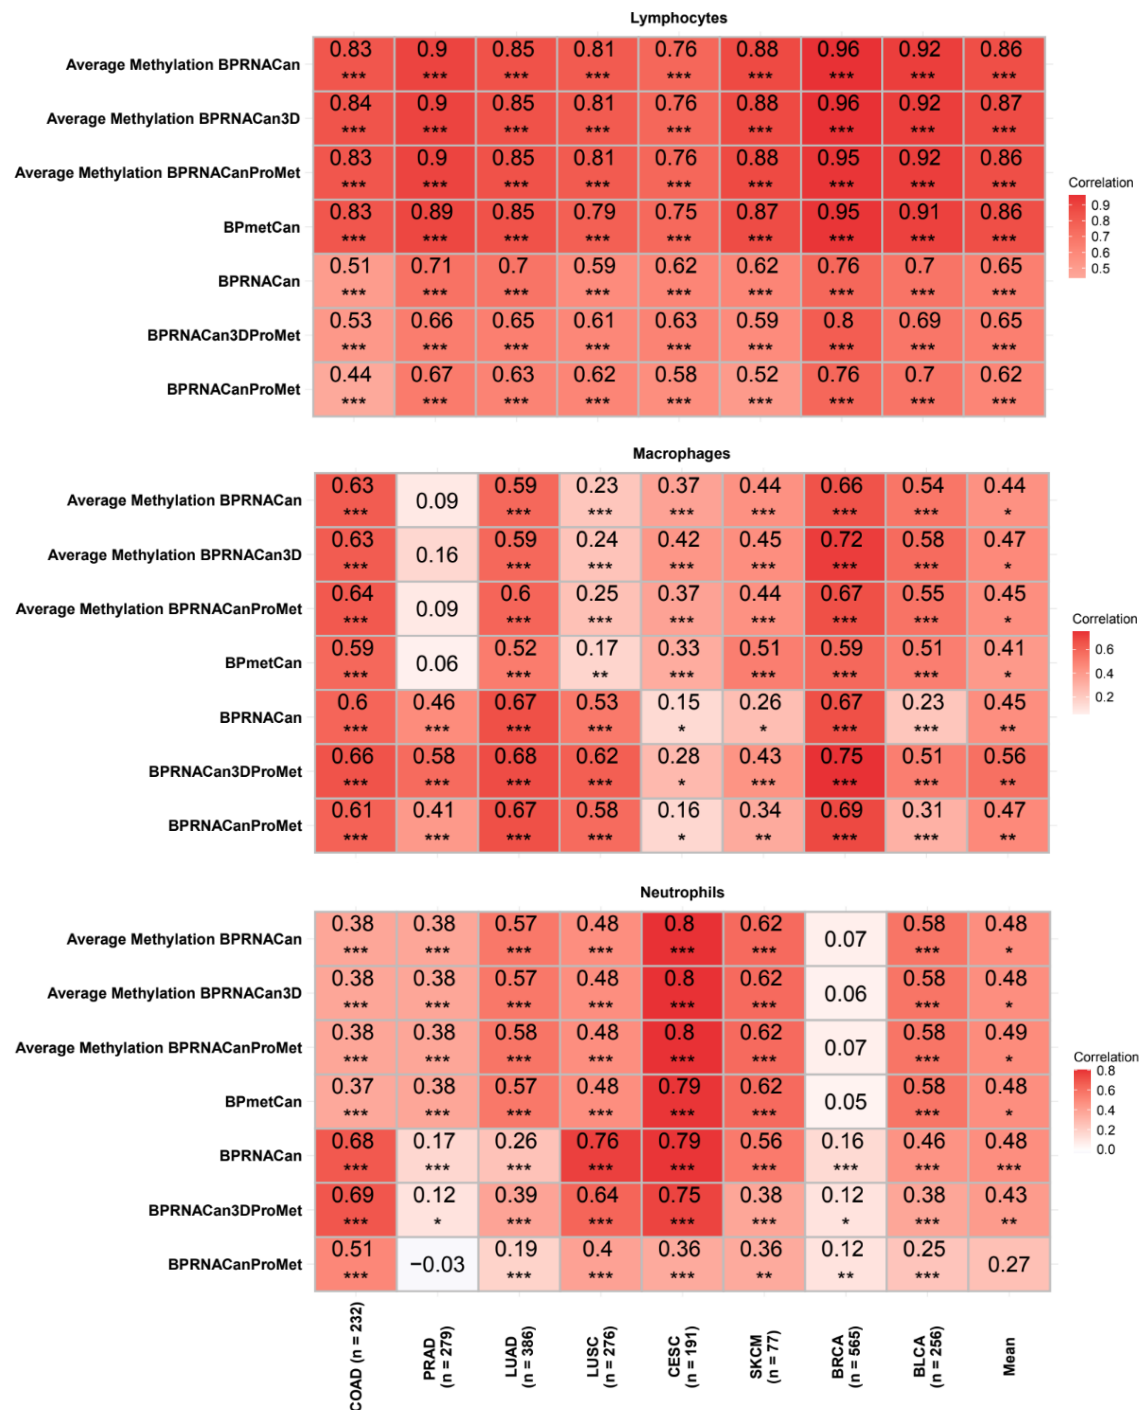 Lymphocytes
Average Methylation BPRNACan
0.83 0.9 0.85 0.81 0.76 0.88 0.96 0.92 0.86
*** *** *** *** *** *** *** *** ***
Average Methylation BPRNACan3D
0.84 0.9 0.85 0.81 0.76 0.88 0.96 0.92 0.87
*** *** *** *** *** *** *** *** ***
Average Methylation BPRNACanProMet
0.83 0.9 0.85 0.81 0.76 0.88 0.95 0.92 0.86
*** *** *** *** *** *** *** *** ***
BPmetCan
0.83 0.89 0.85 0.79 0.75 0.87 0.95 0.91 0.86
*** *** *** *** *** *** *** *** ***
BPRNACan
0.51 0.71 0.7 0.59 0.62 0.62 0.76 0.7 0.65
*** *** *** *** *** *** *** *** ***
BPRNACan3DProMet
0.53 0.66 0.65 0.61 0.63 0.59 0.8 0.69 0.65
*** *** *** *** *** *** *** *** ***
BPRNACanProMet
0.44 0.67 0.63 0.62 0.58 0.52 0.76 0.7 0.62
*** *** *** *** *** *** *** *** ***
Correlation
0.9
0.8
0.7
0.6
0.5
Macrophages
Average Methylation BPRNACan
0.63 0.09 0.59 0.23 0.37 0.44 0.66 0.54 0.44
*** *** *** *** *** *** *** *
Average Methylation BPRNACan3D
0.63 0.16 0.59 0.24 0.42 0.45 0.72 0.58 0.47
*** *** *** *** *** *** *** *
Average Methylation BPRNACanProMet
0.64 0.09 0.6 0.25 0.37 0.44 0.67 0.55 0.45
*** *** *** *** *** *** *** *
BPmetCan
0.59 0.06 0.52 0.17 0.33 0.51 0.59 0.51 0.41
*** *** ** *** *** *** *** *
BPRNACan
0.6 0.46 0.67 0.53 0.15 0.26 0.67 0.23 0.45
*** *** *** *** * * *** *** **
BPRNACan3DProMet
0.66 0.58 0.68 0.62 0.28 0.43 0.75 0.51 0.56
*** *** *** *** * *** *** *** **
BPRNACanProMet
0.61 0.41 0.67 0.58 0.16 0.34 0.69 0.31 0.47
*** *** *** *** * ** *** *** **
Correlation
0.6
0.4
0.2
Neutrophils
Average Methylation BPRNACan
0.38 0.38 0.57 0.48 0.8 0.62 0.07 0.58 0.48
*** *** *** *** *** *** *** *
Average Methylation BPRNACan3D
0.38 0.38 0.57 0.48 0.8 0.62 0.06 0.58 0.48
*** *** *** *** *** *** *** *
Average Methylation BPRNACanProMet
0.38 0.38 0.58 0.48 0.8 0.62 0.07 0.58 0.49
*** *** *** *** *** *** *** *
BPmetCan
0.37 0.38 0.57 0.48 0.79 0.62 0.05 0.58 0.48
*** *** *** *** *** *** *** *
BPRNACan
0.68 0.17 0.26 0.76 0.79 0.56 0.16 0.46 0.48
*** *** *** *** *** *** *** *** ***
BPRNACan3DProMet
0.69 0.12 0.39 0.64 0.75 0.38 0.12 0.38 0.43
*** * *** *** *** *** * *** **
BPRNACanProMet
0.51 −0.03 0.19 0.4 0.36 0.36 0.12 0.25 0.27
*** *** *** *** ** ** ***
Correlation
0.8
0.6
0.4
0.2
0.0
COAD (n = 232)
PRAD
(n = 279)
LUAD
(n = 386)
LUSC
(n = 276)
CESC
(n = 191)
SKCM
(n = 77)
BRCA
(n = 565)
BLCA
(n = 256)
Mean